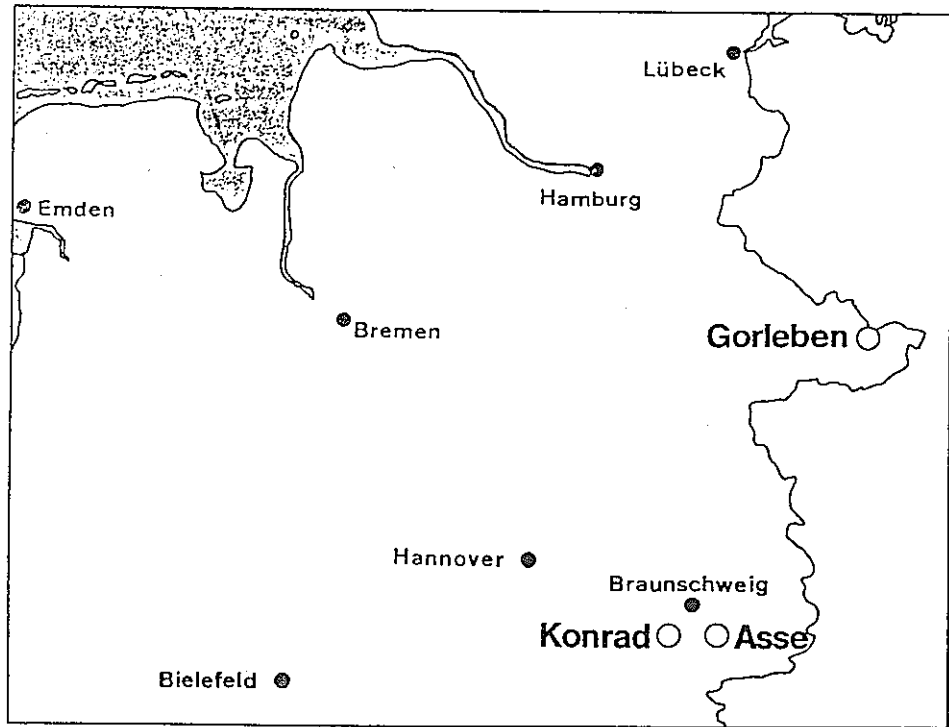 Lübeck
Hamburg
Emden
Bremen
Gorleben
Hannover
Braunschweig
Konrad
Asse
Bielefeld